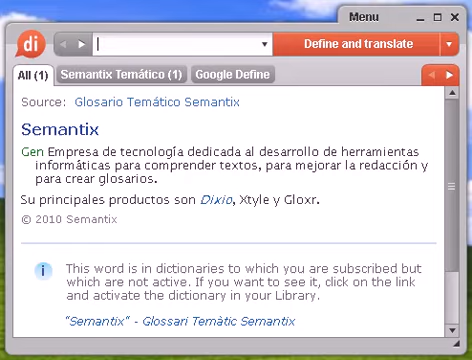 Menu
di
Define and translate
All (1) Semantix Temático (1) Google Define
Source: Glosario Temático Semantix
Semantix
Gen Empresa de tecnología dedicada al desarrollo de herramientas
informáticas para comprender textos, para mejorar la redacción y
para crear glosarios.
Su principales productos son Dixio, Xtyle y Gloxr.
© 2010 Semantix
i
This word is in dictionaries to which you are subscribed but
which are not active. If you want to see it, click on the link
and activate the dictionary in your Library.
"Semantix" - Glossari Temàtic Semantix